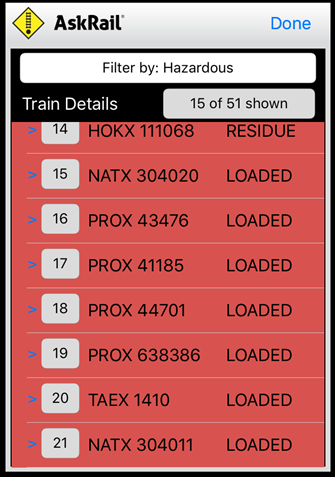 AskRail®
Done
Filter by: Hazardous
Train Details 15 of 51 shown
> 14 HOKX 111068 RESIDUE
> 15 NATX 304020 LOADED
> 16 PROX 43476 LOADED
> 17 PROX 41185 LOADED
> 18 PROX 44701 LOADED
> 19 PROX 638386 LOADED
> 20 TAEX 1410 LOADED
> 21 NATX 304011 LOADED